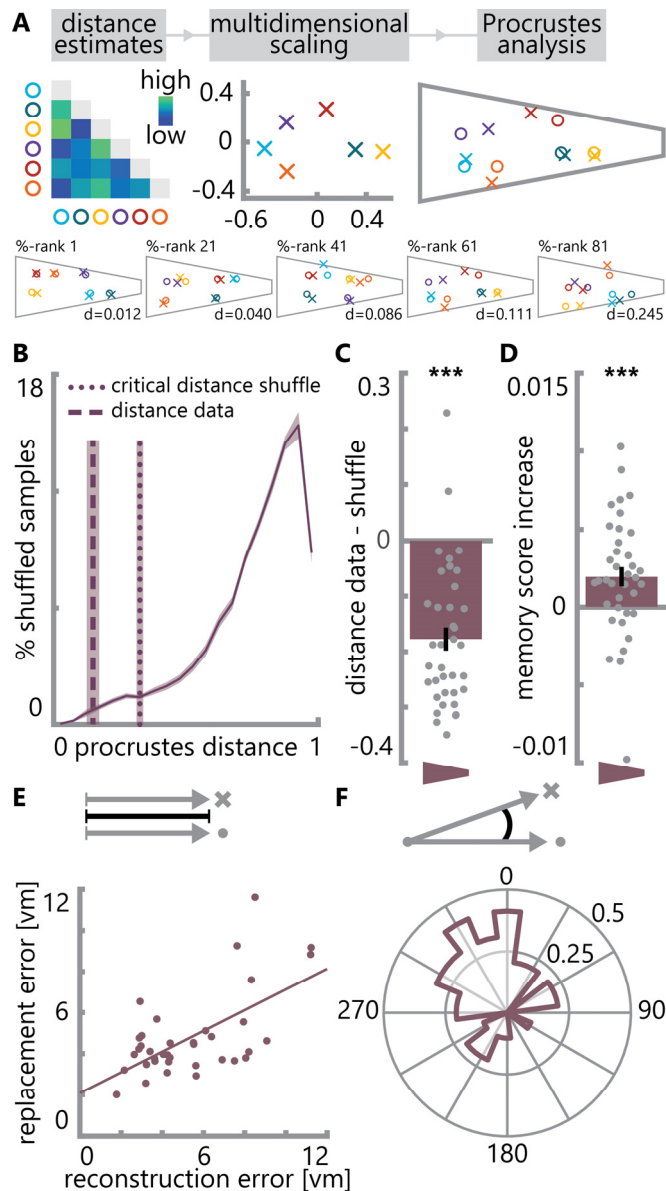 A
distance estimates
multidimensional scaling
Procrustes analysis
high
low
0.4
0
-0.4
-0.6
0
0.4
%-rank 1
d=0.012
%-rank 21
d=0.040
%-rank 41
d=0.086
%-rank 61
d=0.111
%-rank 81
d=0.245
B
18
critical distance shuffle
distance data
% shuffled samples
0
0 procrustes distance 1
C
0.3
***
distance data - shuffle
0
-0.4
D
0.015
***
memory score increase
0
-0.01
E
12
6
0
replacement error [vm]
0
6
12
reconstruction error [vm]
F
0
0.5
0.25
270
90
180